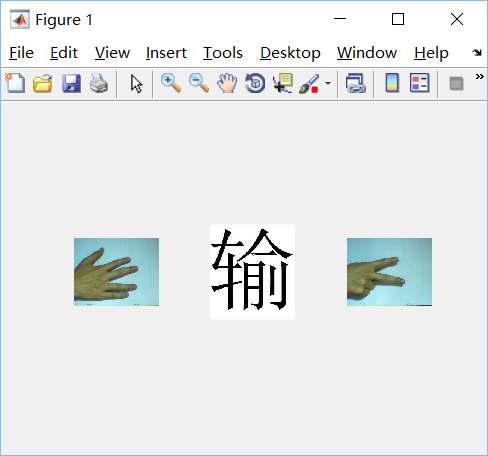 Figure 1
File Edit View Insert Tools Desktop Window Help
输